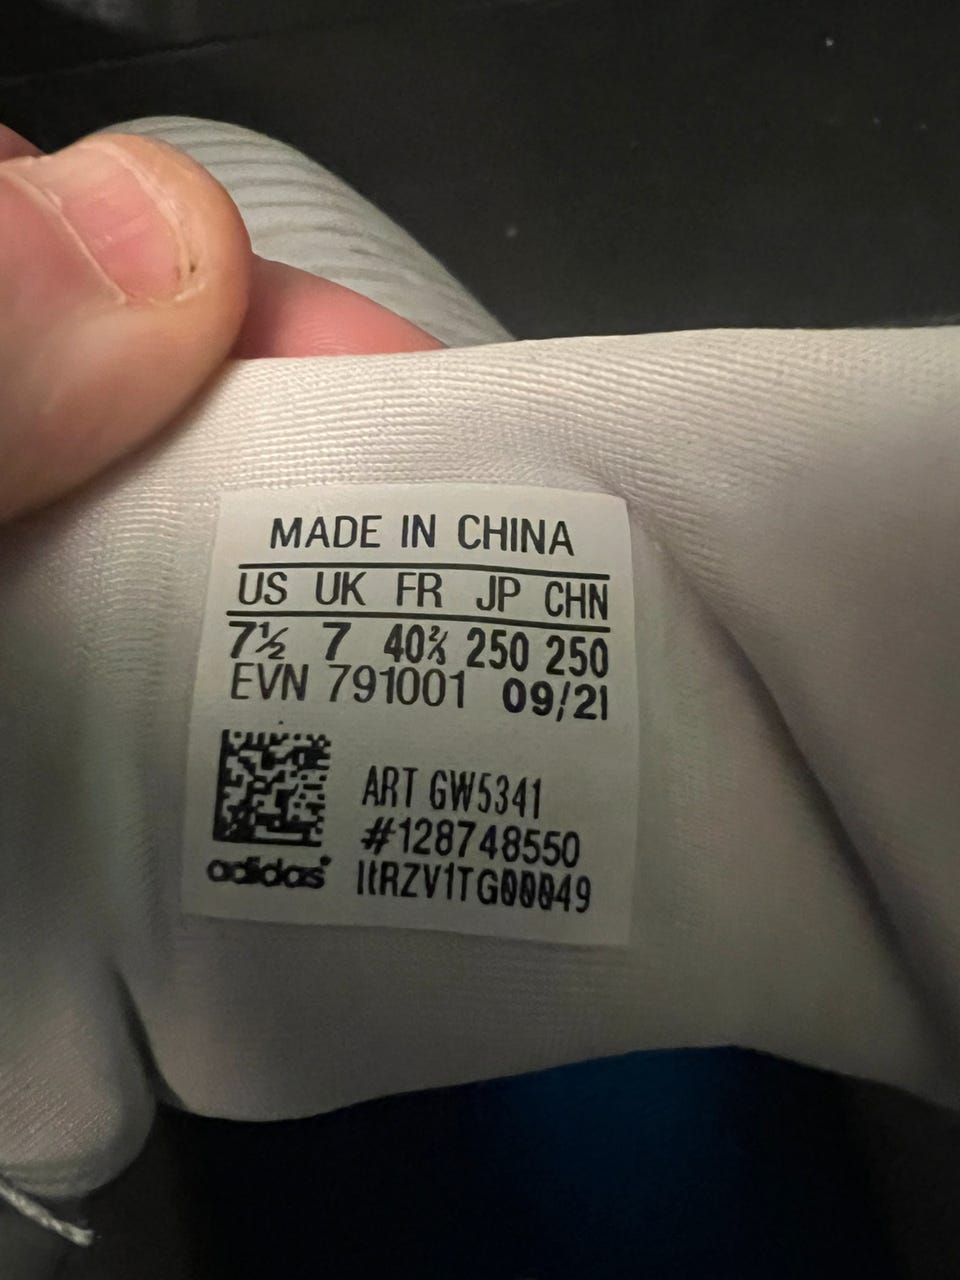 MADE IN CHINA
US UK FR JP CHN
7½ 7 40⅔ 250 250
EVN 791001 09/21
ART GW5341
#128748550
adidas ItRZV1TG00049